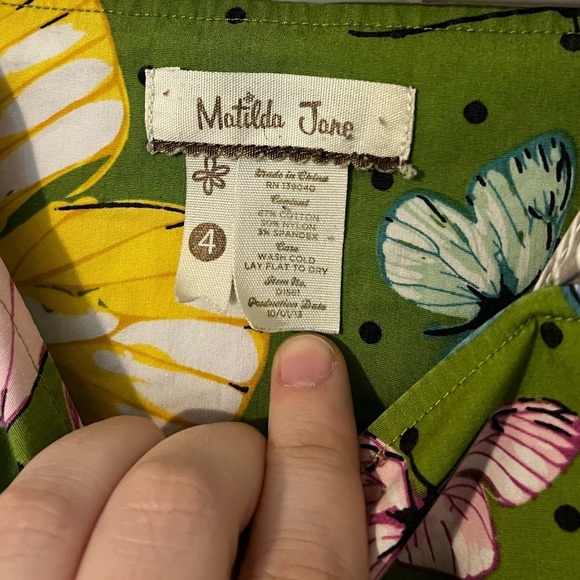 Matilda Jane
Made in China
RN 139040
Content
67% COTTON
30% NYLON
3% SPANDEX
Care
WASH COLD
LAY FLAT TO DRY
Item No.
Production Date
10/01/13
4